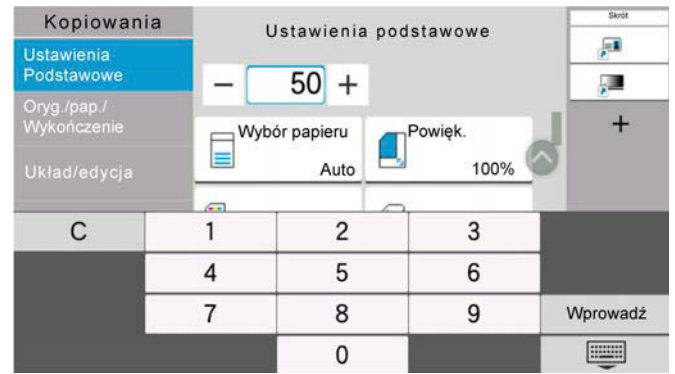 Kopiowani
Ustawienia podstawowe
Skrót
Ustawienia
Podstawowe
− 50 +
Oryg./pap./
Wykończenie
Wybór papieru
Auto
Powięk.
100%
+
Układ/edycja
C 1 2 3
4 5 6
7 8 9 Wprowadź
0